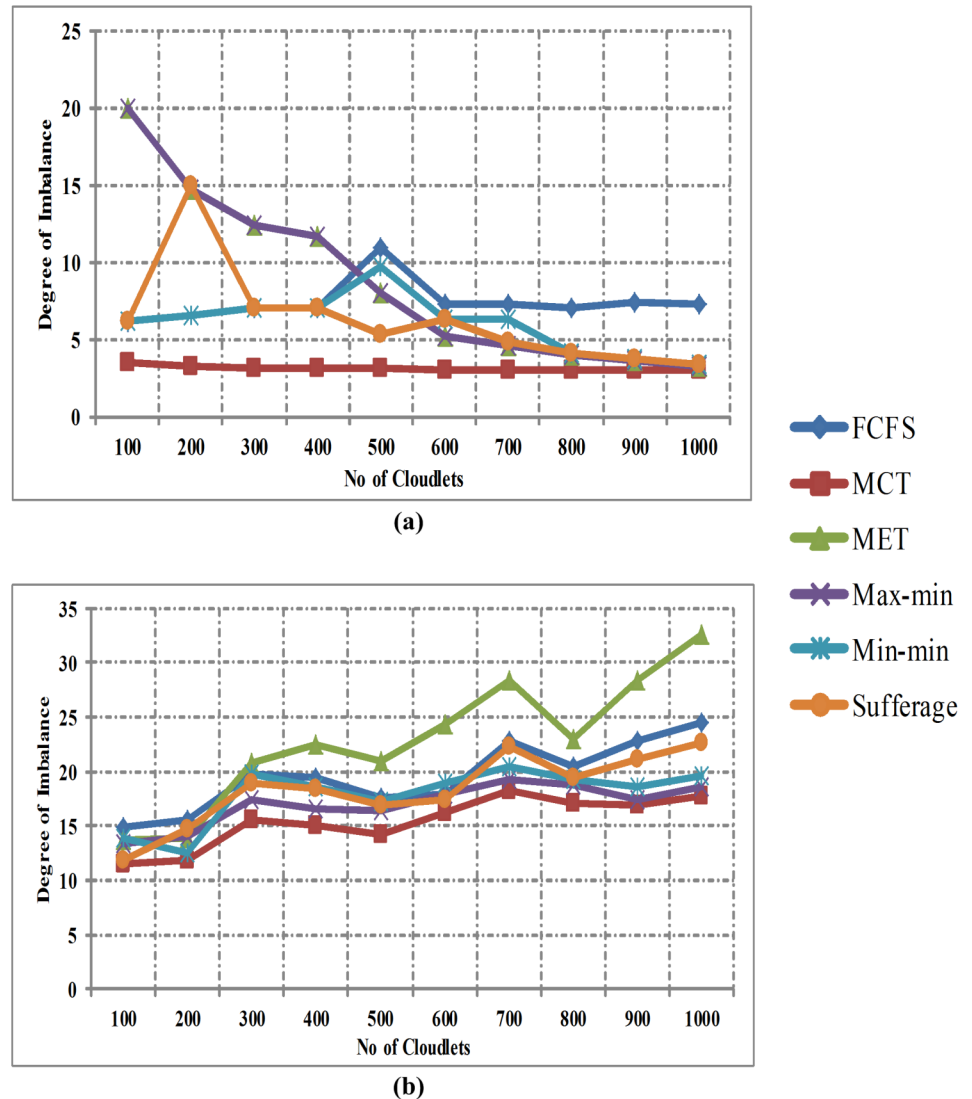 25
20
15
10
5
0
Degree of Imbalance
100 200 300 400 500 600 700 800 900 1000
No of Cloudlets
(a)
FCFS
MCT
MET
Max-min
Min-min
Sufferage
35
30
25
20
15
10
5
0
Degree of Imbalance
100 200 300 400 500 600 700 800 900 1000
No of Cloudlets
(b)